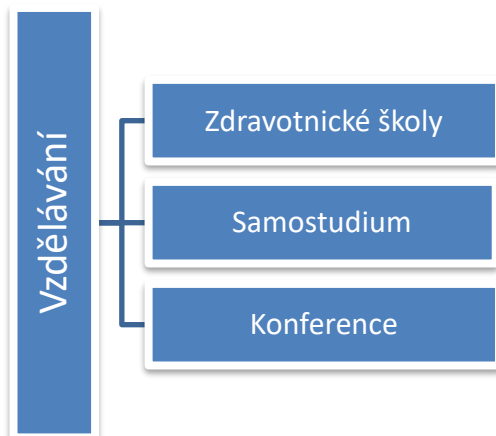 Vzdělávání
Zdravotnické školy
Samostudium
Konference